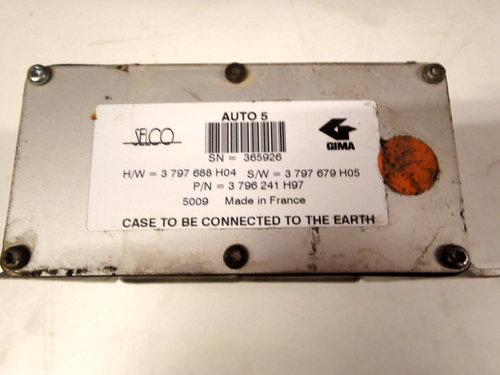 AUTO 5
SELCO
GIMA
SN = 365926
H/W = 3 797 688 H04 S/W = 3 797 679 H05
P/N = 3 796 241 H97
5009 Made in France
CASE TO BE CONNECTED TO THE EARTH